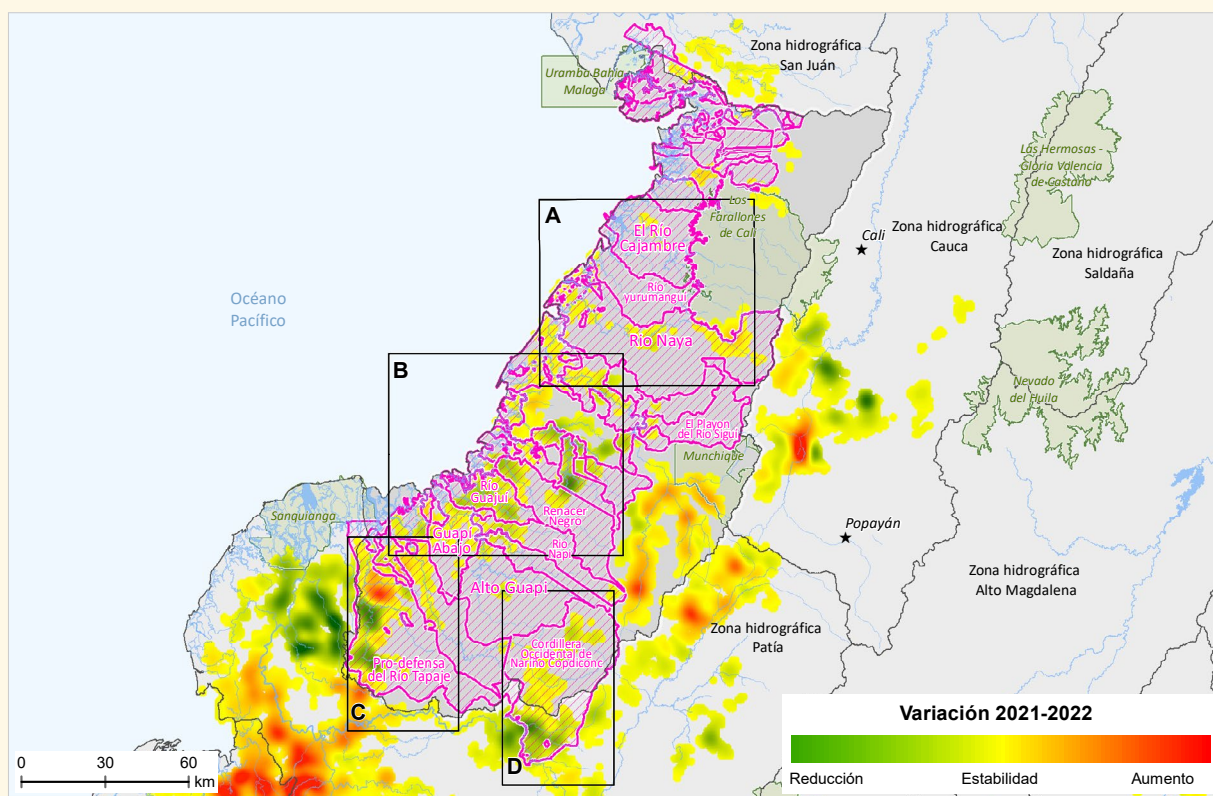 Zona hidrográfica
San Juán
Uramba Bahía
Malaga
Las Hermosas -
Gloria Valencia
de Castaño
A
Los
Farallones
de Cali
El Río
Cajambre
Cali
Zona hidrográfica
Cauca
Zona hidrográfica
Saldaña
Río
yurumanguí
Océano
Pacífico
Rio Naya
B
Nevado
del Huila
El Playon
del Río Siguí
Munchique
Río
Guajuí
Sanquianga
Renacer
Negro
Popayán
Guapi
Abajo
Río
Napi
Zona hidrográfica
Alto Magdalena
Alto Guapi
Zona hidrográfica
Patía
Cordillera
Occidental de
Nariño Copdiconc
Pro-defensa
del Río Tapaje
C
D
Variación 2021-2022
Reducción
Estabilidad
Aumento
0
30
60
km